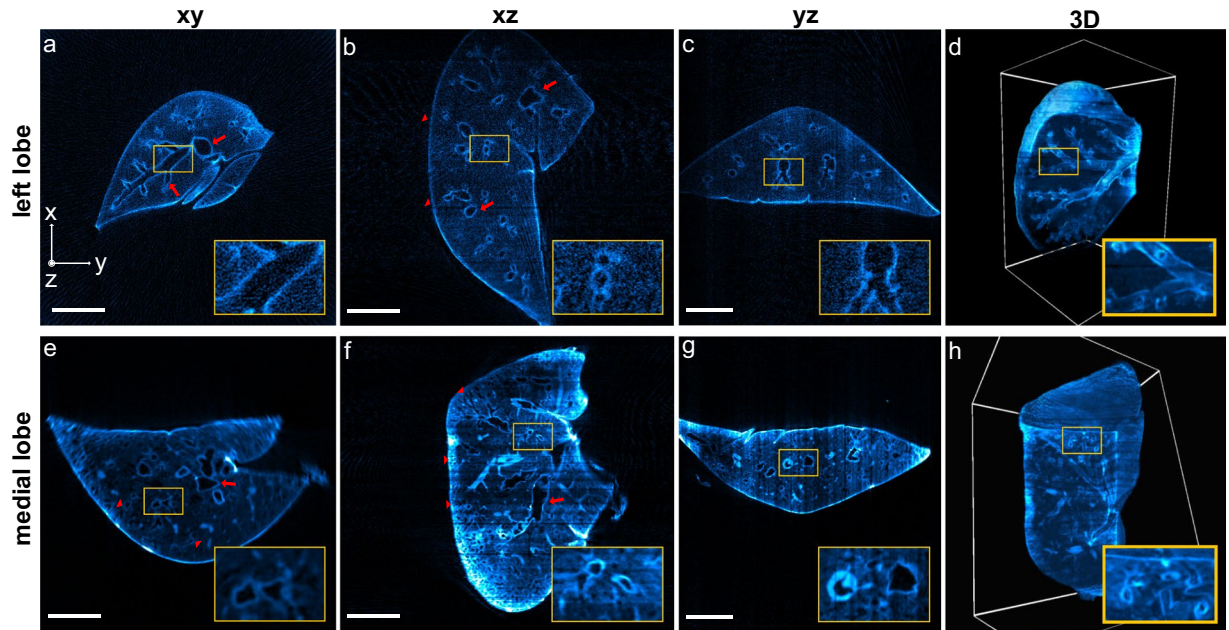 xy xz yz 3D
left lobe
a b c d
x
z y
medial lobe
e f g h